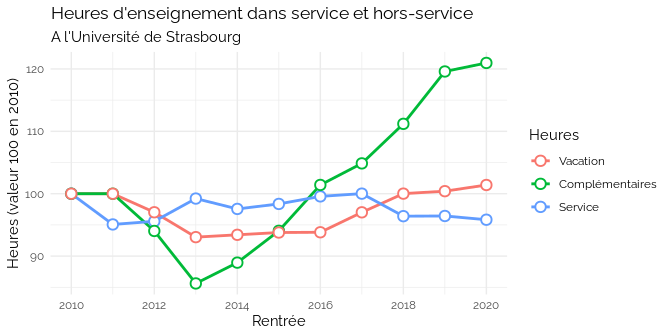 Heures d'enseignement dans service et hors-service
A l'Université de Strasbourg
Heures (valeur 100 en 2010)
120
110
100
90
2010
2012
2014
2016
2018
2020
Rentrée
Heures
Vacation
Complémentaires
Service